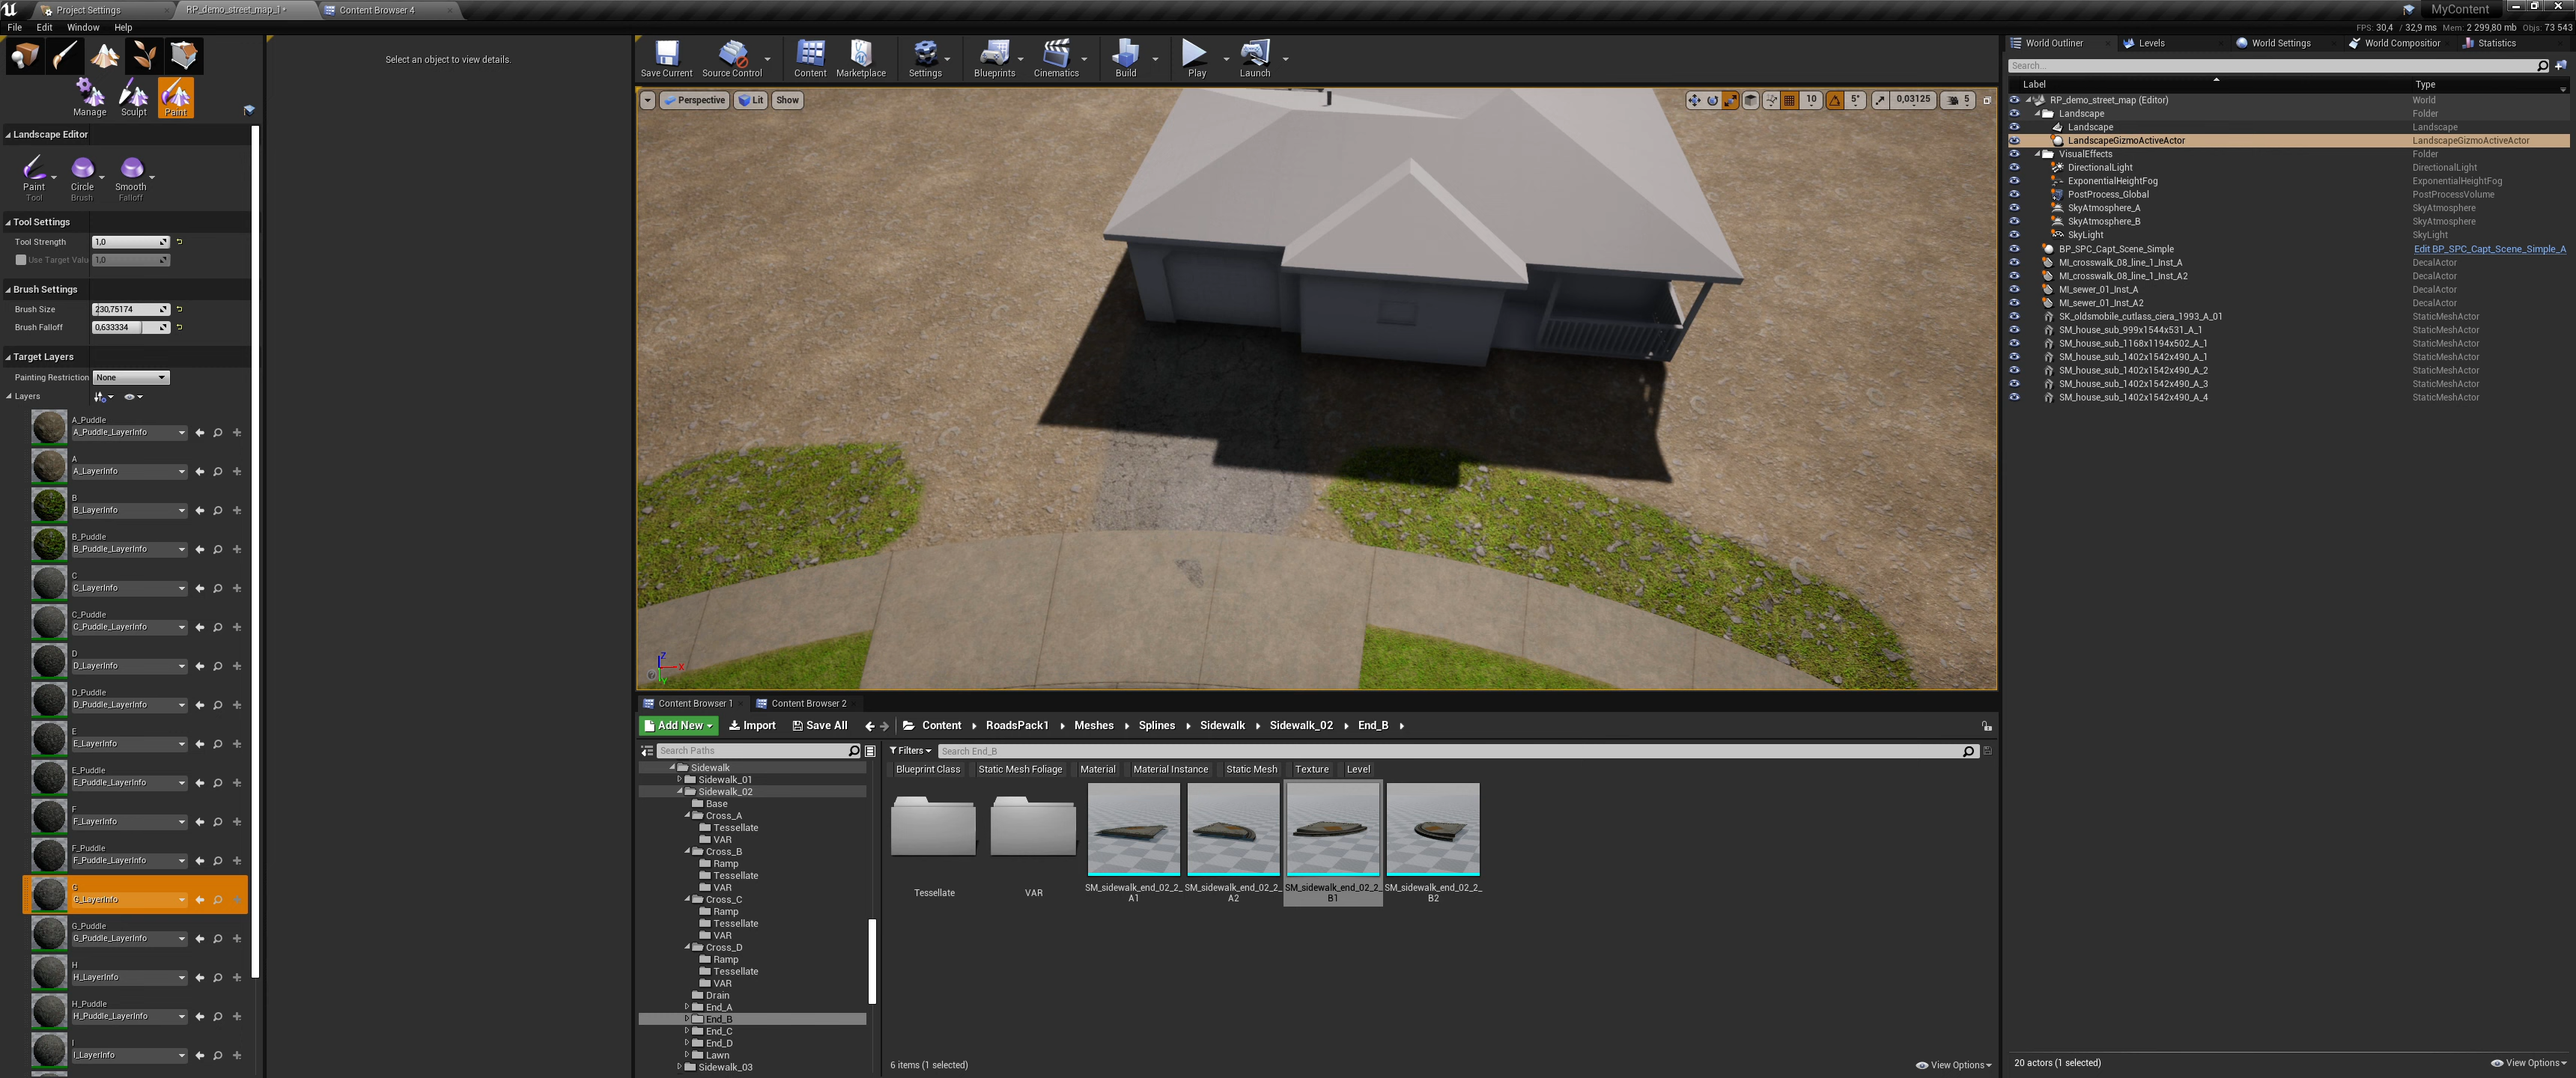 Project Settings
RP_demo_street_map_1*
Content Browser 4
MyContent
File Edit Window Help
FPS: 30,4 / 32,9 ms Mem: 2 299,80 mb Objs: 73 543
Manage Sculpt Paint
Landscape Editor
Paint Circle Smooth
Tool Brush Falloff
Tool Settings
Tool Strength 1,0
Use Target Valu 1,0
Brush Settings
Brush Size 230,75174
Brush Falloff 0,633334
Target Layers
Painting Restriction None
Layers
A_Puddle
A_Puddle_LayerInfo
A
A_LayerInfo
B
B_LayerInfo
B_Puddle
B_Puddle_LayerInfo
C
C_LayerInfo
C_Puddle
C_Puddle_LayerInfo
D
D_LayerInfo
D_Puddle
D_Puddle_LayerInfo
E
E_LayerInfo
E_Puddle
E_Puddle_LayerInfo
F
F_LayerInfo
F_Puddle
F_Puddle_LayerInfo
G
G_LayerInfo
G_Puddle
G_Puddle_LayerInfo
H
H_LayerInfo
H_Puddle
H_Puddle_LayerInfo
I
I_LayerInfo
Select an object to view details.
Save Current Source Control Content Marketplace Settings Blueprints Cinematics Build Play Launch
Perspective Lit Show
10 5° 0,03125 5
Z
X
Y
Content Browser 1 Content Browser 2
Add New Import Save All Content RoadsPack1 Meshes Splines Sidewalk Sidewalk_02 End_B
Search Paths
Sidewalk
Sidewalk_01
Sidewalk_02
Base
Cross_A
Tessellate
VAR
Cross_B
Ramp
Tessellate
VAR
Cross_C
Ramp
Tessellate
VAR
Cross_D
Ramp
Tessellate
VAR
Drain
End_A
End_B
End_C
End_D
Lawn
Sidewalk_03
Filters Search End_B
Blueprint Class Static Mesh Foliage Material Material Instance Static Mesh Texture Level
Tessellate
VAR
SM_sidewalk_end_02_2_
A1
SM_sidewalk_end_02_2_
A2
SM_sidewalk_end_02_2_
B1
SM_sidewalk_end_02_2_
B2
6 items (1 selected)
View Options
World Outliner Levels World Settings World Compositior Statistics
Search...
Label Type
RP_demo_street_map (Editor) World
Landscape Folder
Landscape Landscape
LandscapeGizmoActiveActor LandscapeGizmoActiveActor
VisualEffects Folder
DirectionalLight DirectionalLight
ExponentialHeightFog ExponentialHeightFog
PostProcess_Global PostProcessVolume
SkyAtmosphere_A SkyAtmosphere
SkyAtmosphere_B SkyAtmosphere
SkyLight SkyLight
BP_SPC_Capt_Scene_Simple Edit BP_SPC_Capt_Scene_Simple_A
MI_crosswalk_08_line_1_Inst_A DecalActor
MI_crosswalk_08_line_1_Inst_A2 DecalActor
MI_sewer_01_Inst_A DecalActor
MI_sewer_01_Inst_A2 DecalActor
SK_oldsmobile_cutlass_ciera_1993_A_01 StaticMeshActor
SM_house_sub_999x1544x531_A_1 StaticMeshActor
SM_house_sub_1168x1194x502_A_1 StaticMeshActor
SM_house_sub_1402x1542x490_A_1 StaticMeshActor
SM_house_sub_1402x1542x490_A_2 StaticMeshActor
SM_house_sub_1402x1542x490_A_3 StaticMeshActor
SM_house_sub_1402x1542x490_A_4 StaticMeshActor
20 actors (1 selected)
View Options